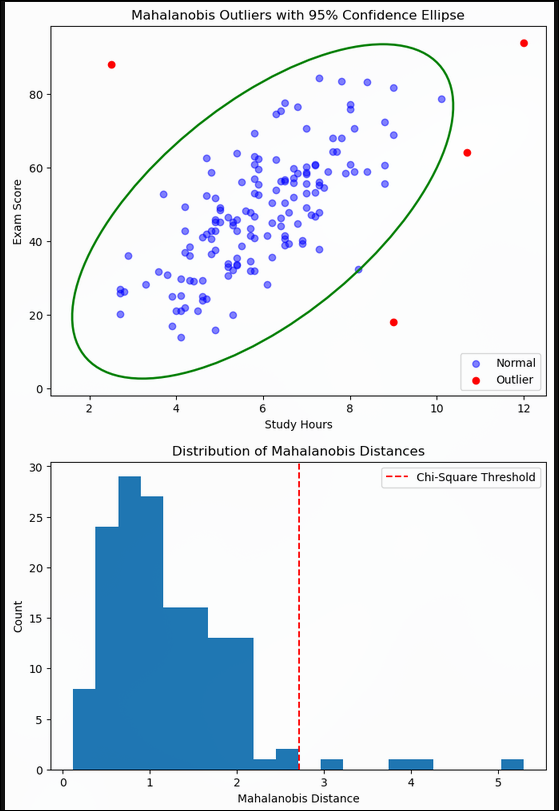 Mahalanobis Outliers with 95% Confidence Ellipse
80
60
40
20
0
Exam Score
Normal
Outlier
2 4 6 8 10 12
Study Hours
Distribution of Mahalanobis Distances
30
25
20
15
10
5
0
Count
Chi-Square Threshold
0 1 2 3 4 5
Mahalanobis Distance